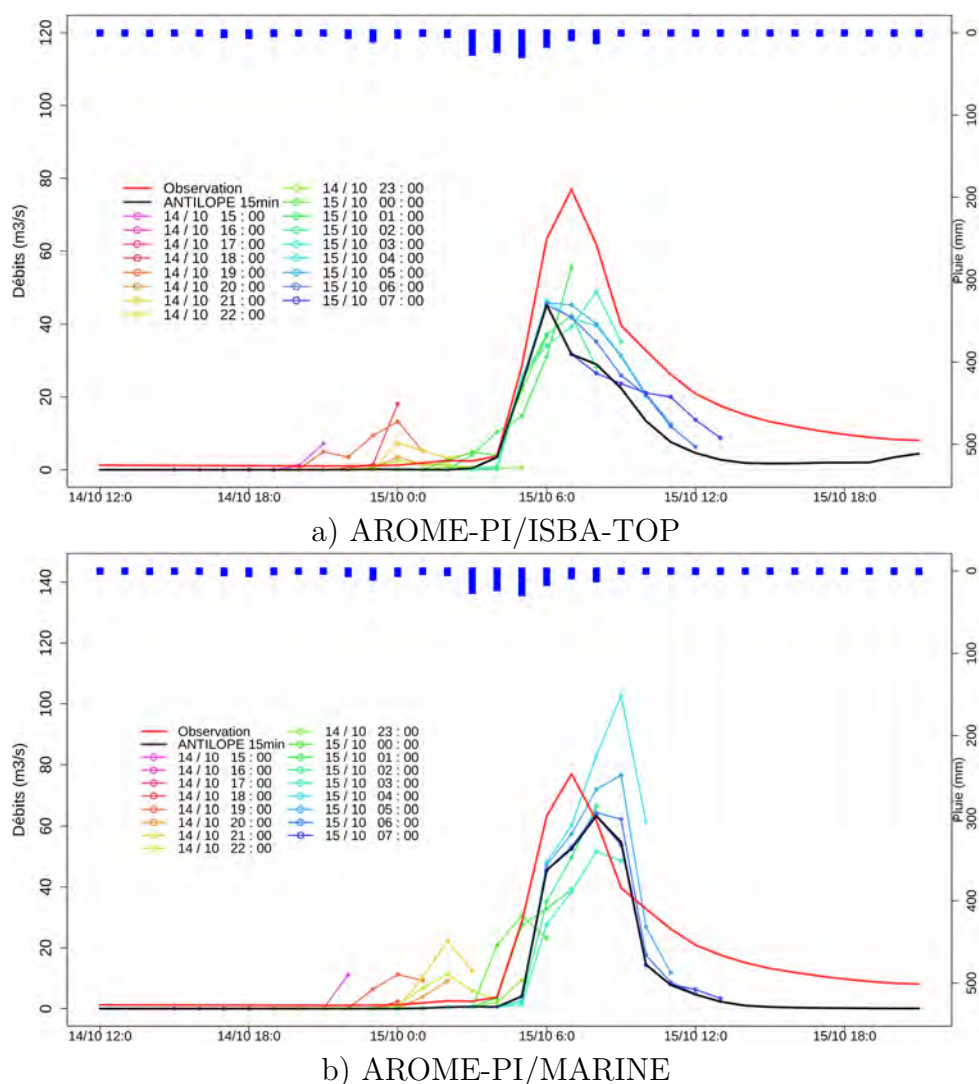 120
100
80
60
40
20
0
Débits (m3/s)
0
100
200
300
400
500
Pluie (mm)
Observation
ANTILOPE 15min
14 / 10 15 : 00
14 / 10 16 : 00
14 / 10 17 : 00
14 / 10 18 : 00
14 / 10 19 : 00
14 / 10 20 : 00
14 / 10 21 : 00
14 / 10 22 : 00
14 / 10 23 : 00
15 / 10 00 : 00
15 / 10 01 : 00
15 / 10 02 : 00
15 / 10 03 : 00
15 / 10 04 : 00
15 / 10 05 : 00
15 / 10 06 : 00
15 / 10 07 : 00
14/10 12:0 14/10 18:0 15/10 0:0 15/10 6:0 15/10 12:0 15/10 18:0
a) AROME-PI/ISBA-TOP
140
120
100
80
60
40
20
0
Débits (m3/s)
0
100
200
300
400
500
Pluie (mm)
Observation
ANTILOPE 15min
14 / 10 15 : 00
14 / 10 16 : 00
14 / 10 17 : 00
14 / 10 18 : 00
14 / 10 19 : 00
14 / 10 20 : 00
14 / 10 21 : 00
14 / 10 22 : 00
14 / 10 23 : 00
15 / 10 00 : 00
15 / 10 01 : 00
15 / 10 02 : 00
15 / 10 03 : 00
15 / 10 04 : 00
15 / 10 05 : 00
15 / 10 06 : 00
15 / 10 07 : 00
14/10 12:0 14/10 18:0 15/10 0:0 15/10 6:0 15/10 12:0 15/10 18:0
b) AROME-PI/MARINE